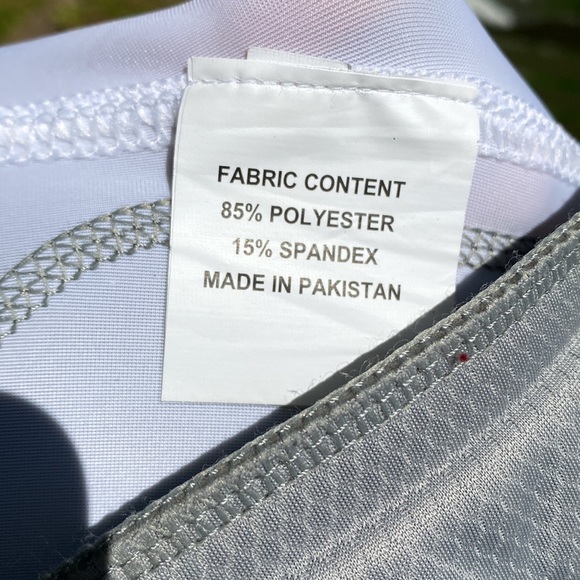 FABRIC CONTENT
85% POLYESTER
15% SPANDEX
MADE IN PAKISTAN